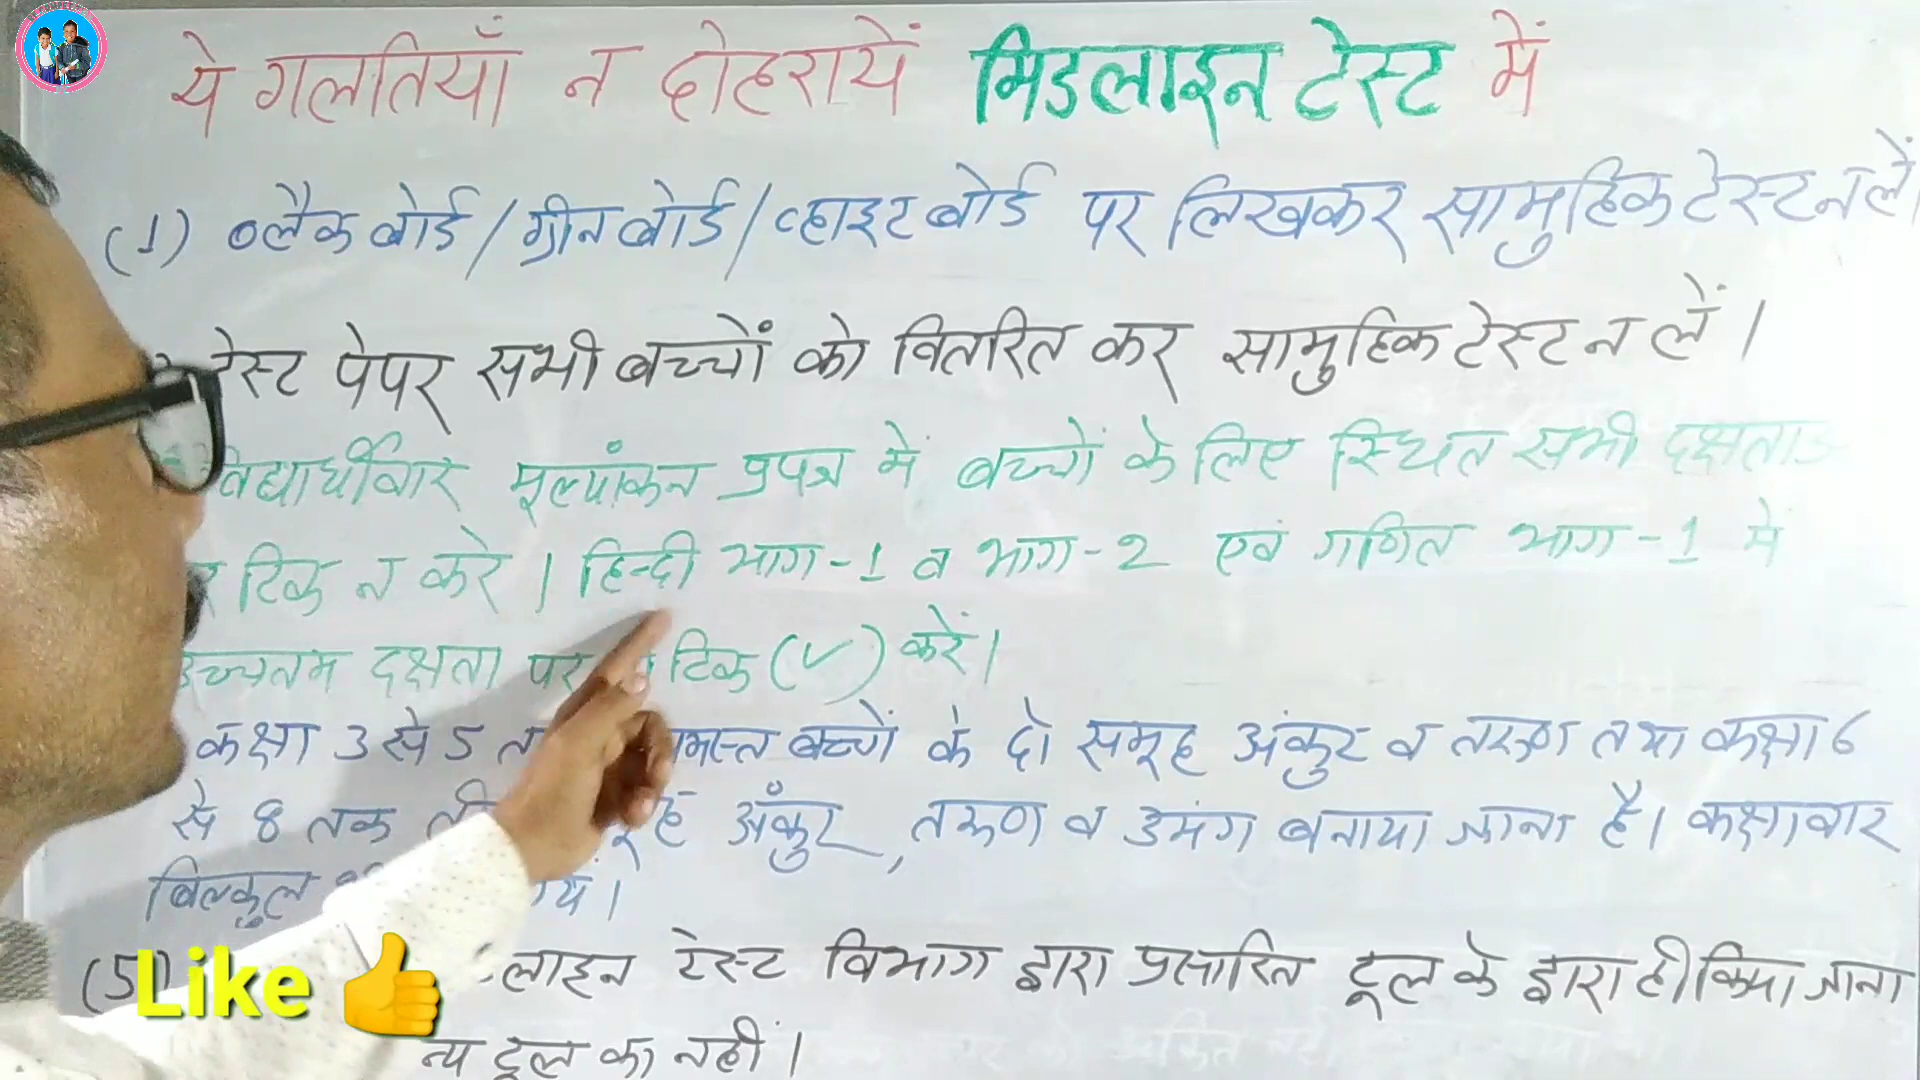 ये गलतियाँ न दोहरायें मिडलाइन टेस्ट में
(1) ब्लैक बोर्ड/ग्रीन बोर्ड/व्हाइट बोर्ड पर लिखकर सामुहिक टेस्ट न लें।
टेस्ट पेपर सभी बच्चों को वितरित कर सामुहिक टेस्ट न लें।
विद्यार्थीवार मूल्यांकन प्रपत्र में बच्चों के लिए स्थित सभी
टिक न करे। हिन्दी भाग-1 व भाग-2 एवं गणित भाग-1 मे
उच्चतम दक्षता पर टिक (✓) करें।
कक्षा 3 से 5 बच्चों के दो समूह अंकुर व तरुण तथा कक्षा 6
से 8 तक अँकुर, तरुण व उमंग बनाया जाना है। कक्षावार
बिल्कुल
(5) लाइन टेस्ट विभाग द्वारा प्रसारित टूल के द्वारा ही किया जाना
टूल का नहीं।
Like